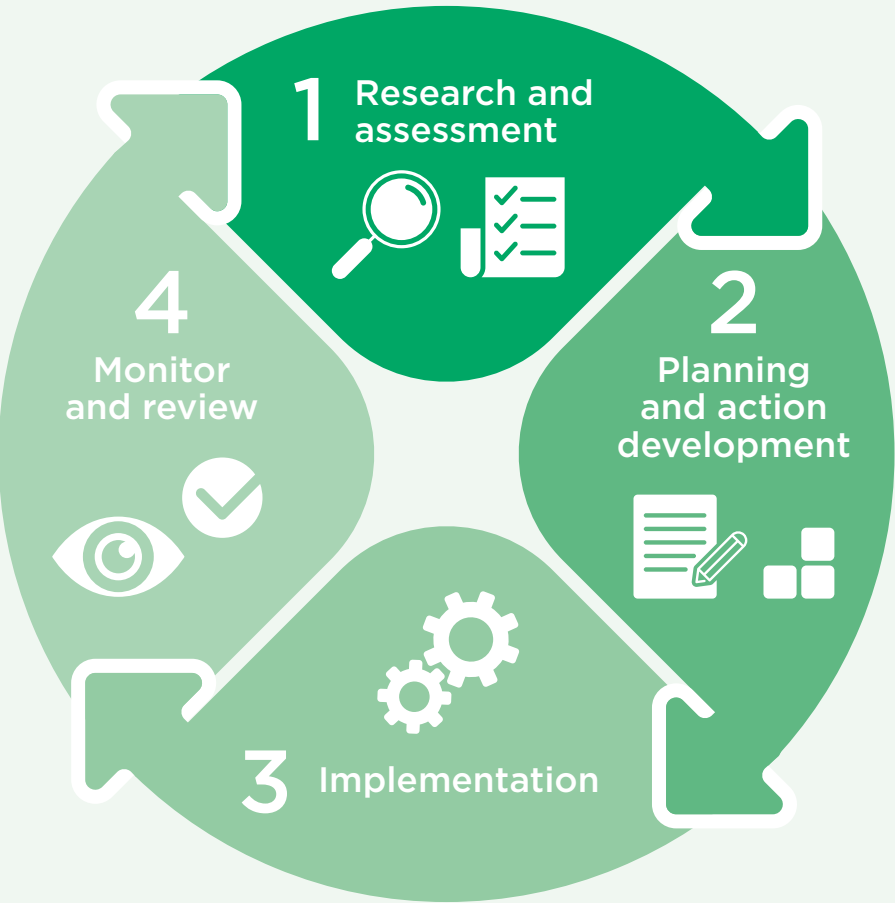 1
Research and
assessment
2
Planning
and action
development
3
Implementation
4
Monitor
and review